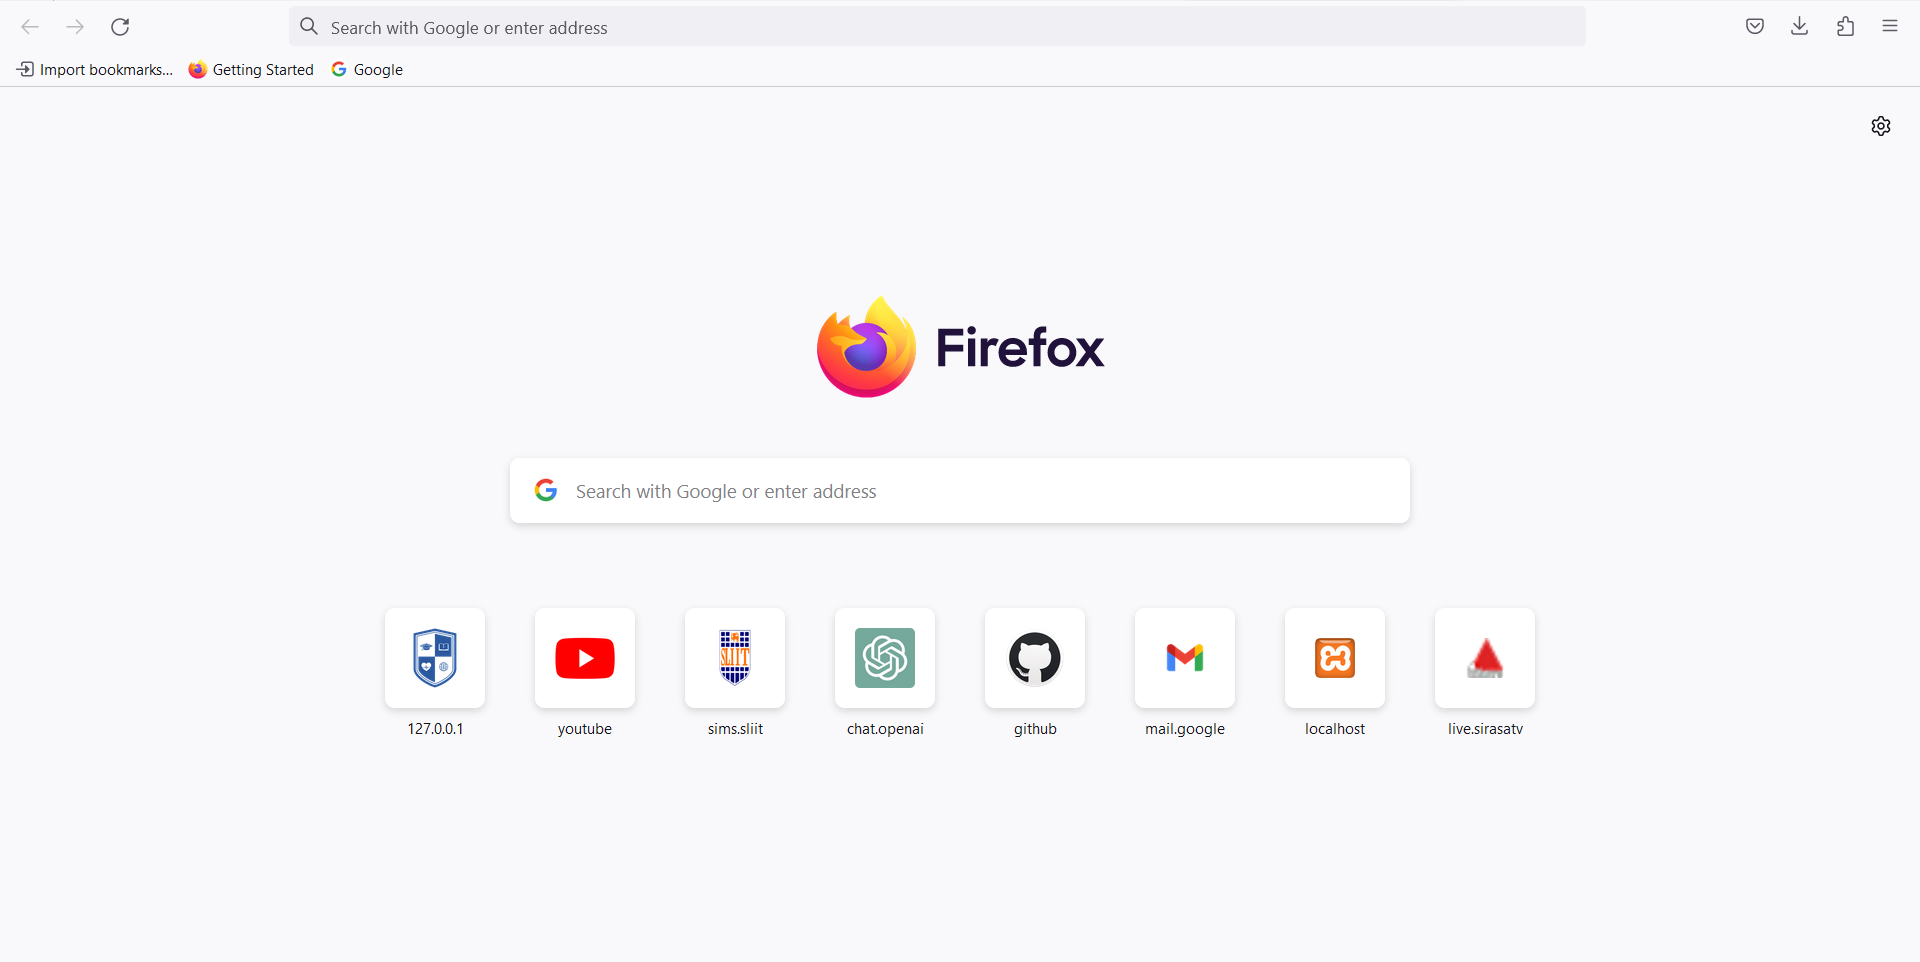 Search with Google or enter address
Import bookmarks... Getting Started Google
Firefox
Search with Google or enter address
SLIIT
127.0.0.1 youtube sims.sliit chat.openai github mail.google localhost live.sirasatv